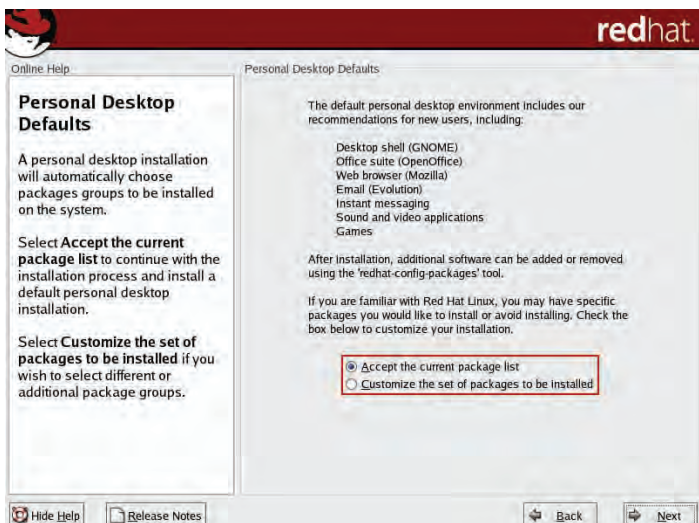 redhat.
Online Help
Personal Desktop
Defaults
A personal desktop installation
will automatically choose
packages groups to be installed
on the system.
Select Accept the current
package list to continue with the
installation process and install a
default personal desktop
installation.
Select Customize the set of
packages to be installed if you
wish to select different or
additional package groups.
Personal Desktop Defaults
The default personal desktop environment includes our
recommendations for new users, including:
Desktop shell (GNOME)
Office suite (OpenOffice)
Web browser (Mozilla)
Email (Evolution)
Instant messaging
Sound and video applications
Games
After installation, additional software can be added or removed
using the 'redhat-config-packages' tool.
If you are familiar with Red Hat Linux, you may have specific
packages you would like to install or avoid installing. Check the
box below to customize your installation.
Accept the current package list
Customize the set of packages to be installed
Hide Help
Release Notes
Back
Next